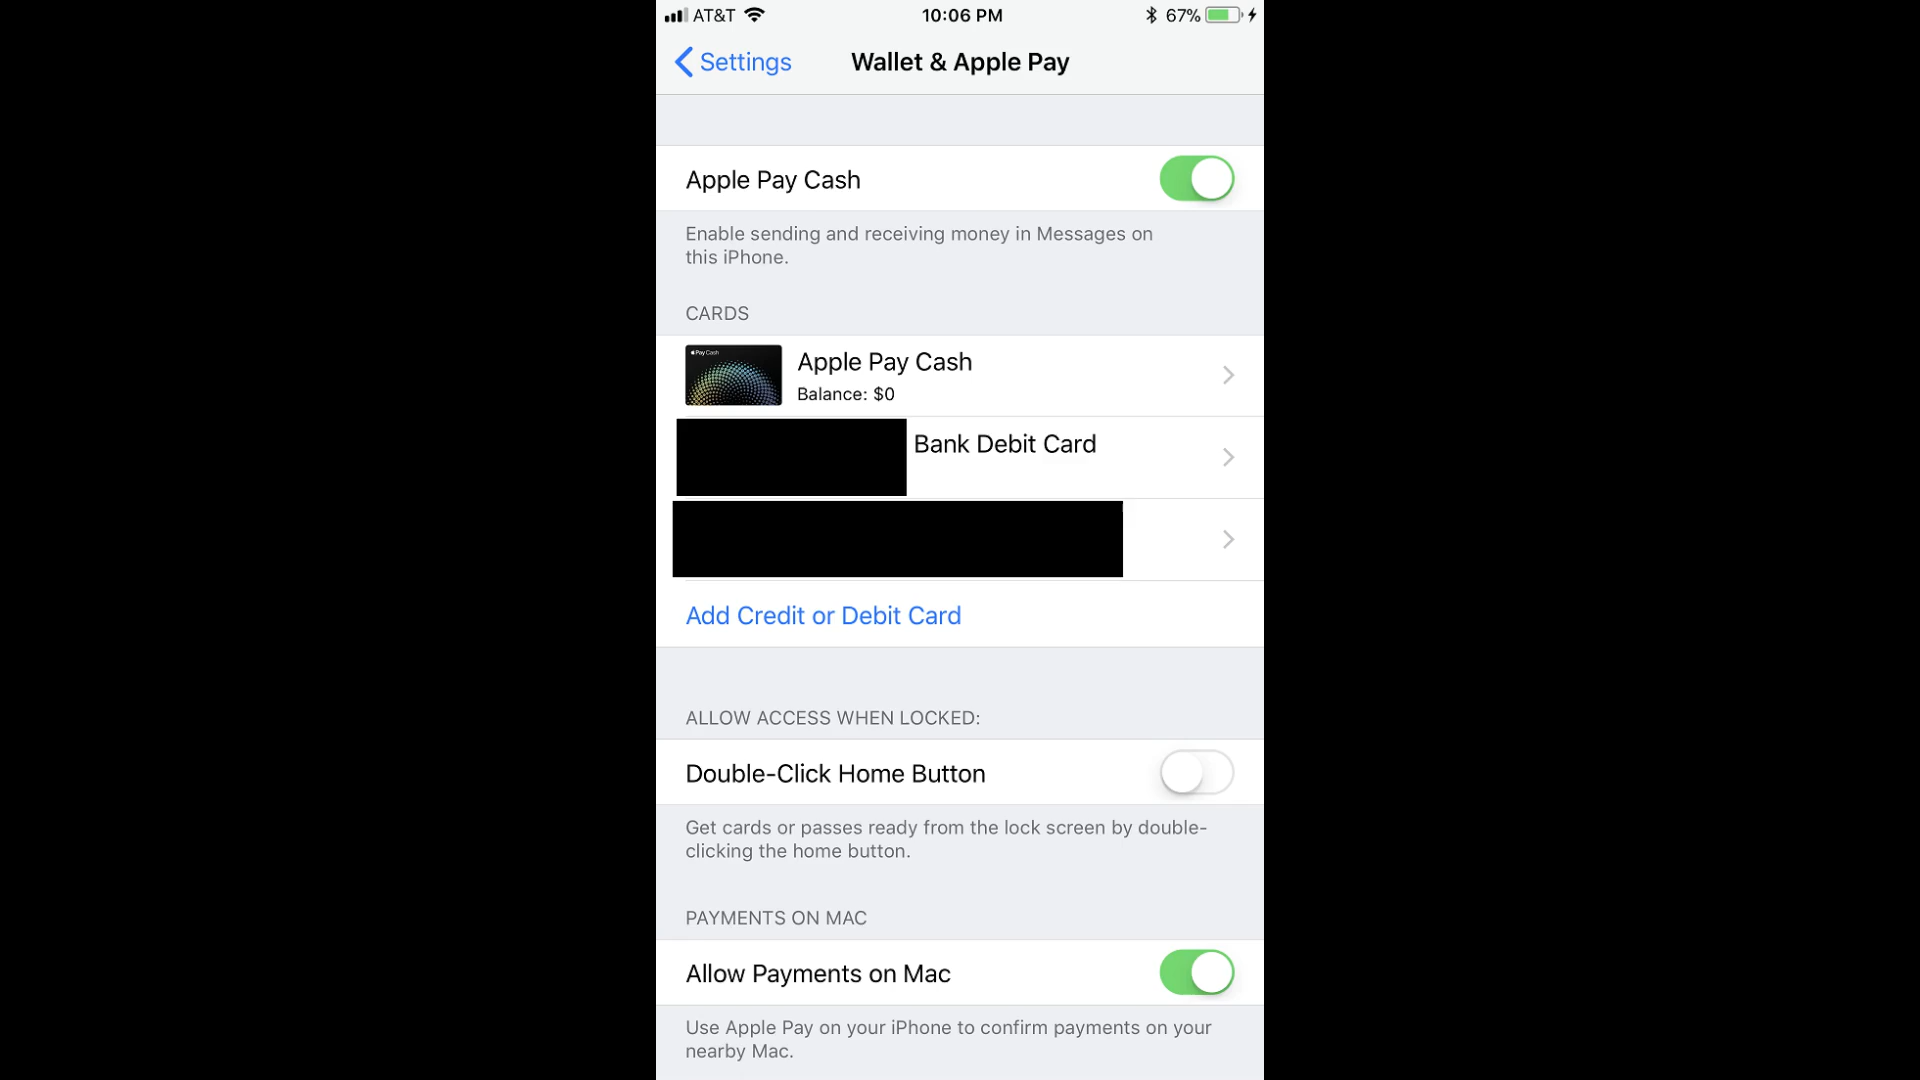 AT&T 10:06 PM 67%
Settings Wallet & Apple Pay
Apple Pay Cash
Enable sending and receiving money in Messages on
this iPhone.
CARDS
Pay Cash
Apple Pay Cash
Balance: $0
Bank Debit Card
Add Credit or Debit Card
ALLOW ACCESS WHEN LOCKED:
Double-Click Home Button
Get cards or passes ready from the lock screen by double-
clicking the home button.
PAYMENTS ON MAC
Allow Payments on Mac
Use Apple Pay on your iPhone to confirm payments on your
nearby Mac.